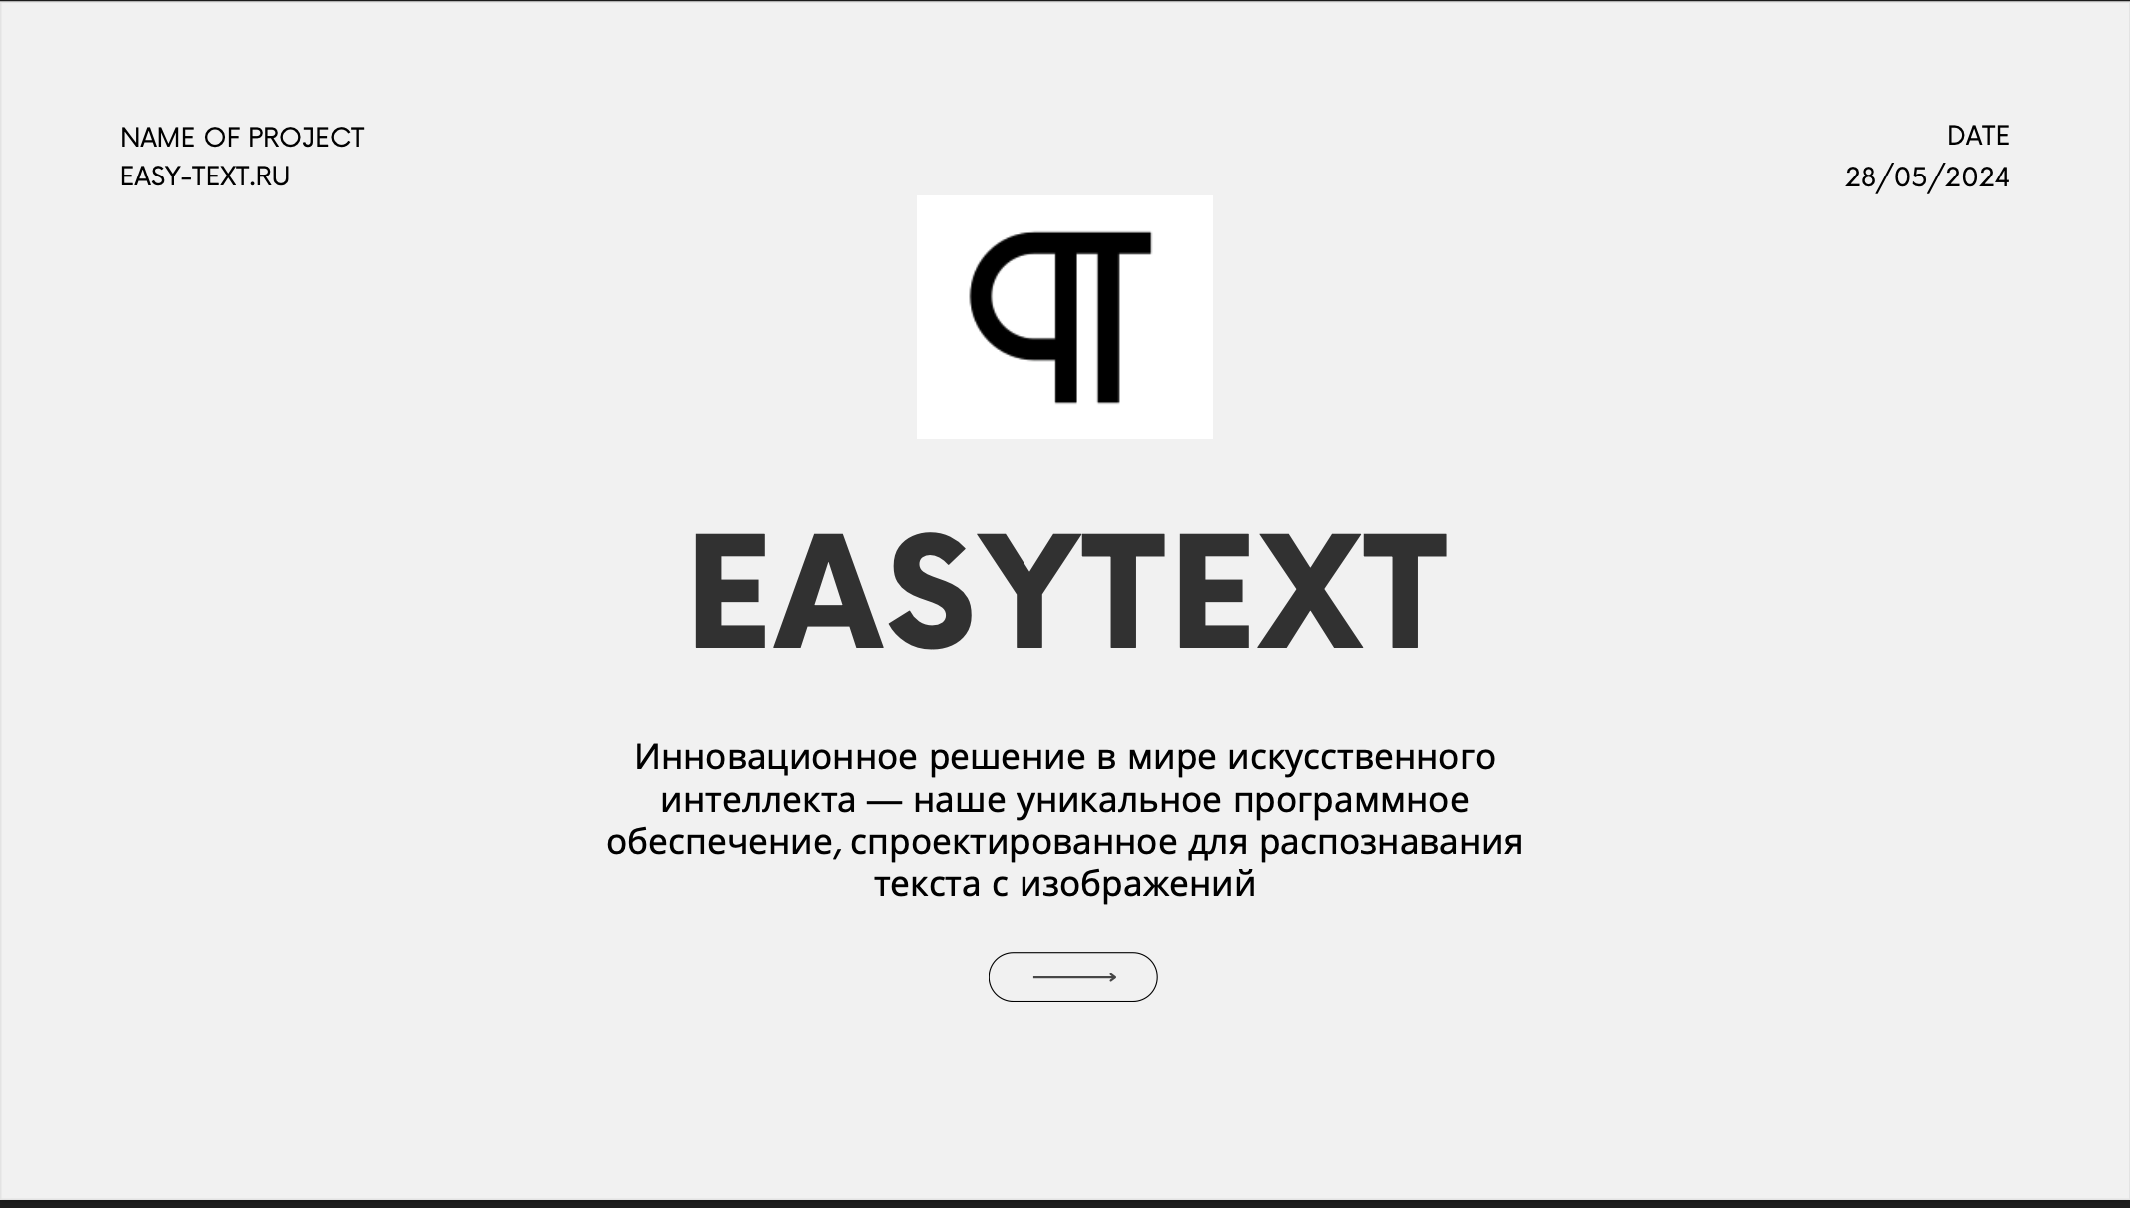 NAME OF PROJECT
EASY-TEXT.RU
DATE
28/05/2024
¶
EASYTEXT
Инновационное решение в мире искусственного
интеллекта — наше уникальное программное
обеспечение, спроектированное для распознавания
текста с изображений